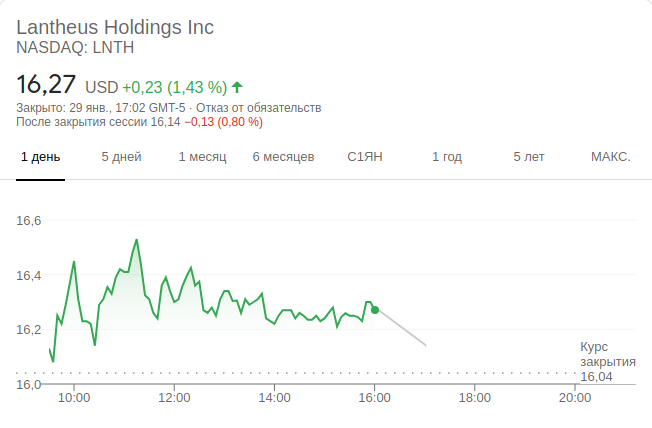 Lantheus Holdings Inc
NASDAQ: LNTH
16,27 USD +0,23 (1,43 %)
Закрыто: 29 янв., 17:02 GMT-5 · Отказ от обязательств
После закрытия сессии 16,14 −0,13 (0,80 %)
1 день 5 дней 1 месяц 6 месяцев С1ЯН 1 год 5 лет МАКС.
16,6
16,4
16,2
Курс
закрытия
16,04
16,0
10:00 12:00 14:00 16:00 18:00 20:00